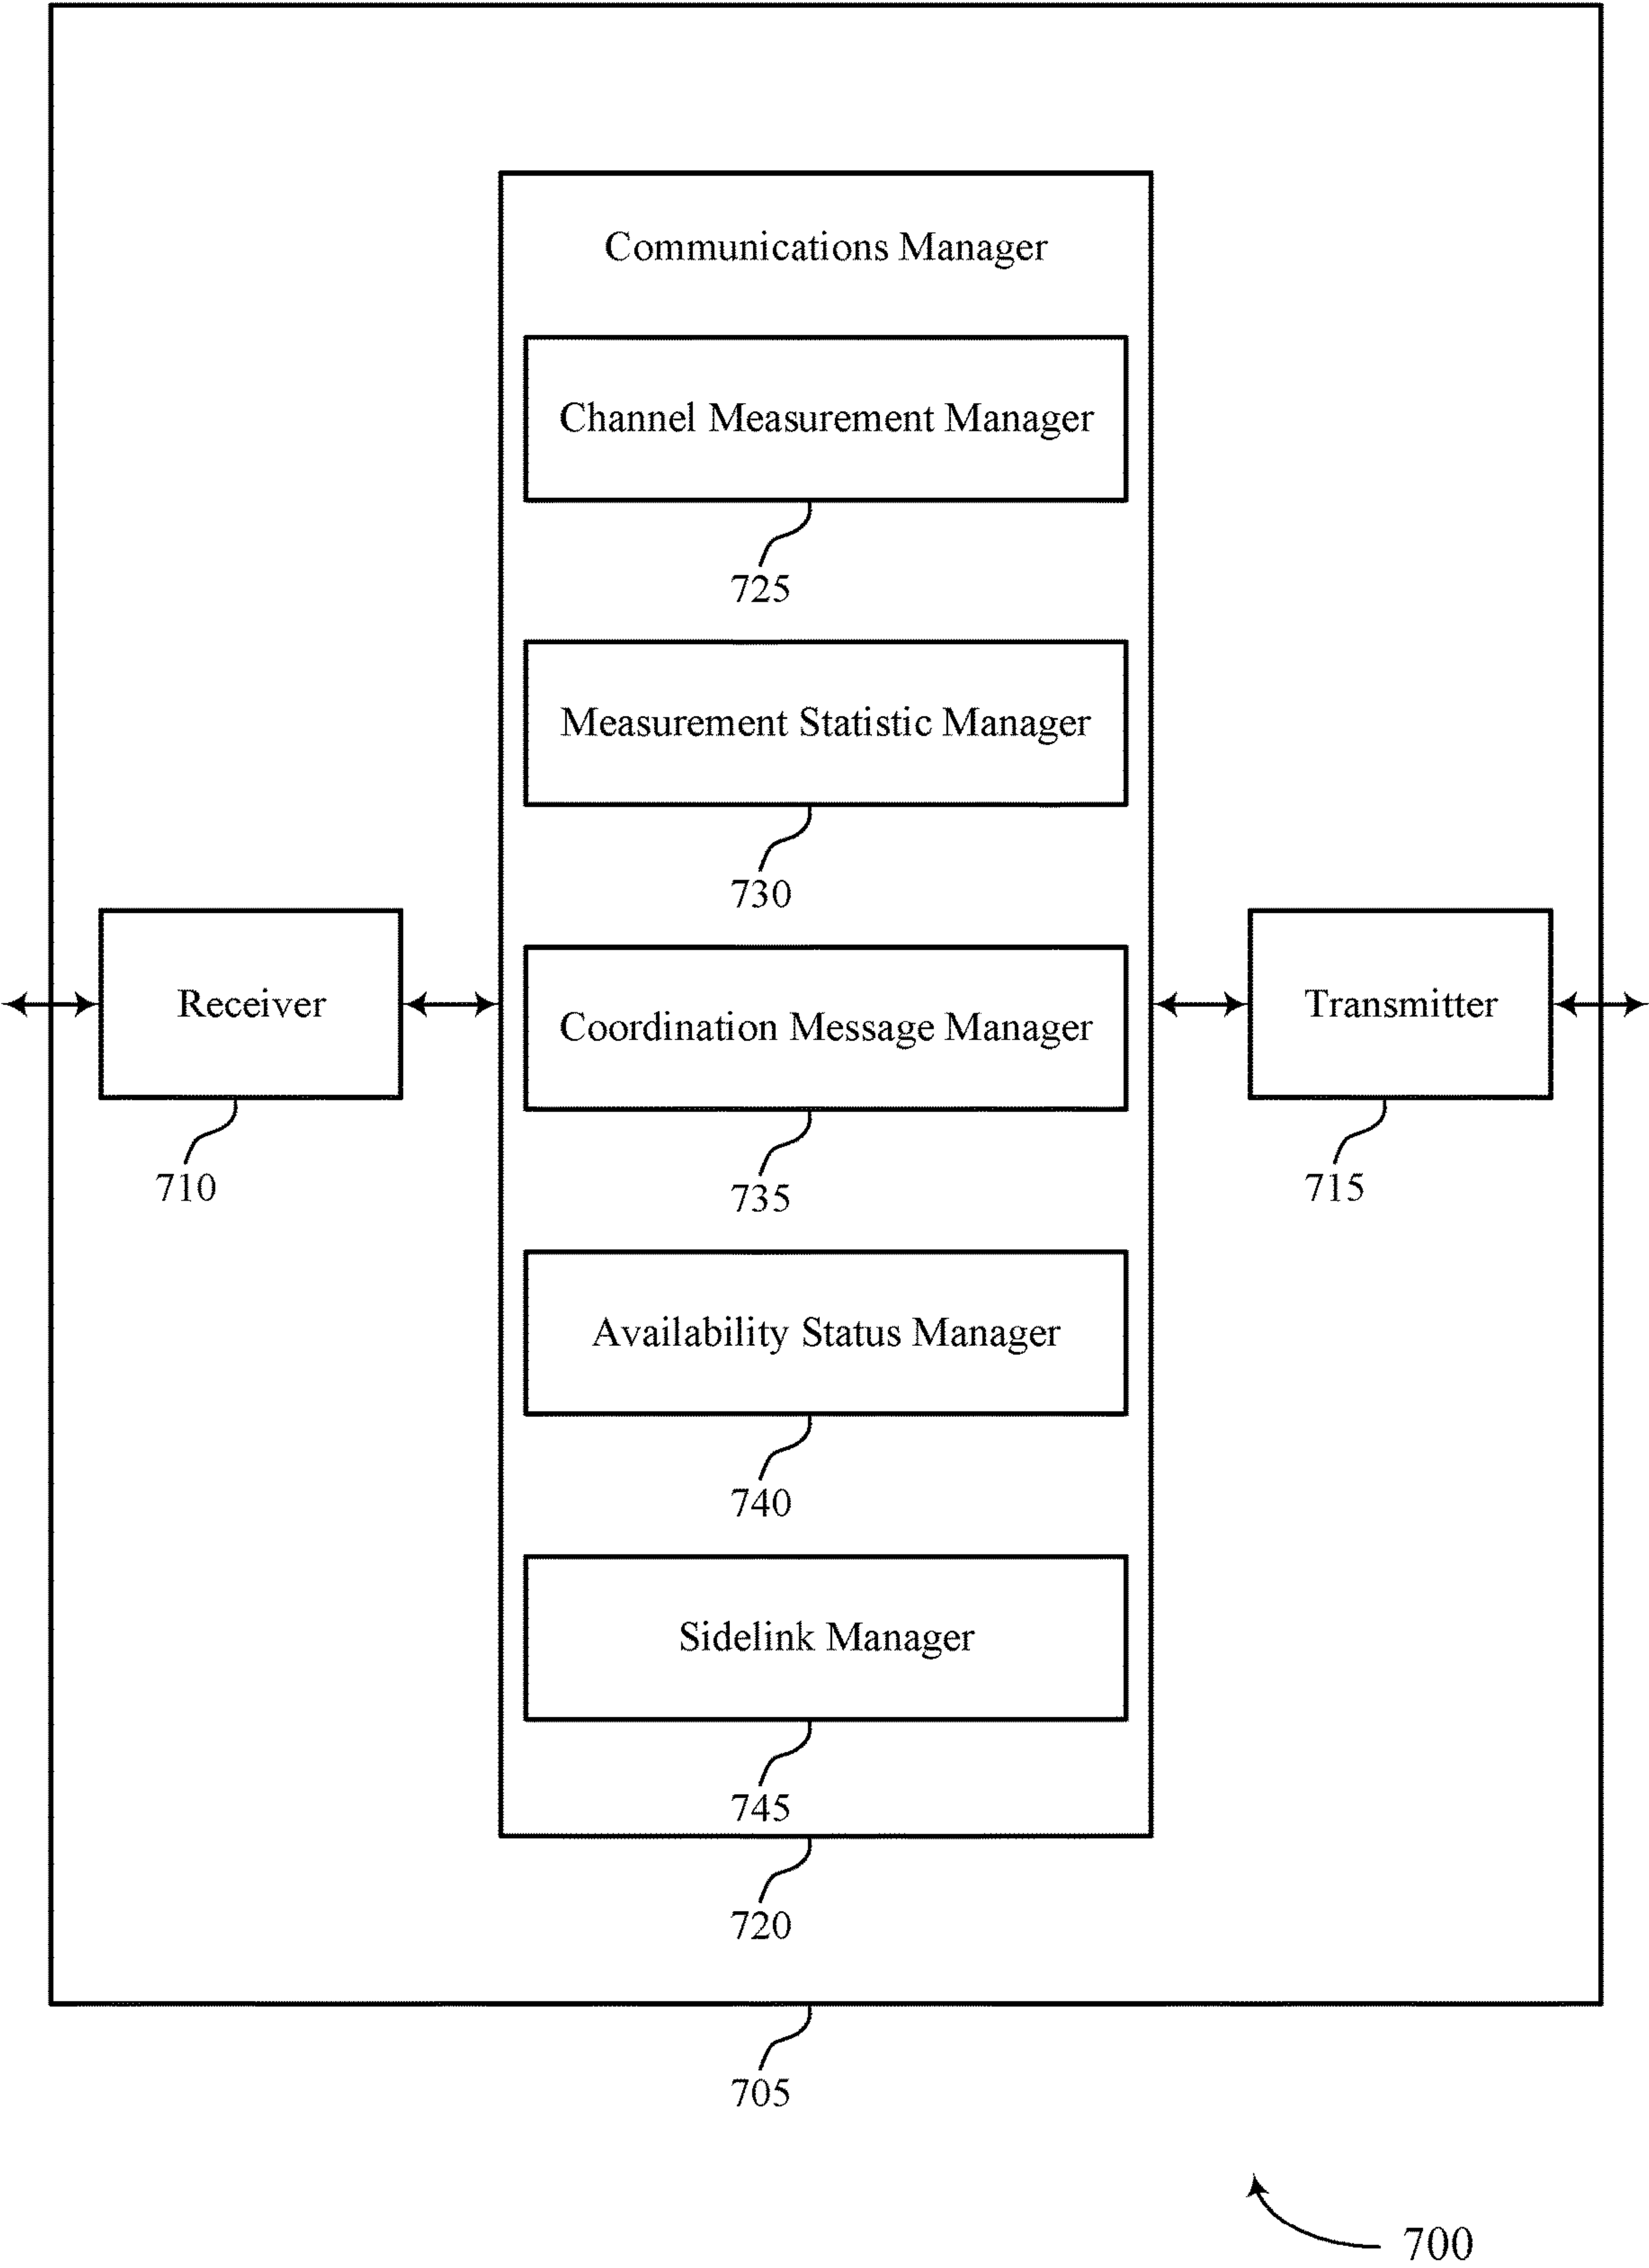 Communications Manager
Channel Measurement Manager
725
Measurement Statistic Manager
730
Receiver
710
Coordination Message Manager
735
Transmitter
715
Availability Status Manager
740
Sidelink Manager
745
720
705
700